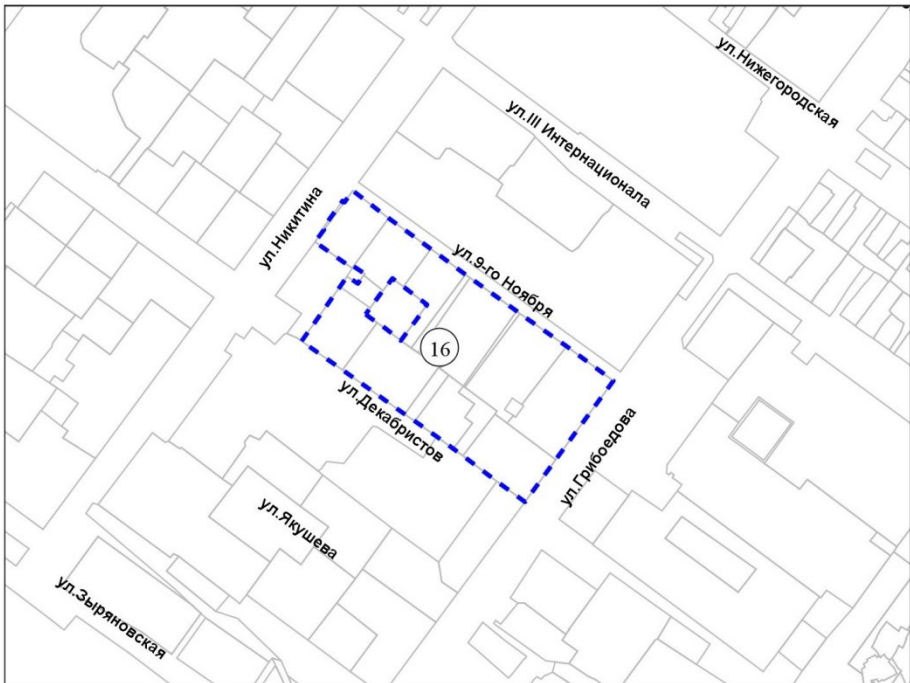 ул.Нижегородская
ул.III Интернационала
ул.Никитина
ул.9-го Ноября
16
ул.Декабристов
ул.Грибоедова
ул.Якушева
ул.Зыряновская